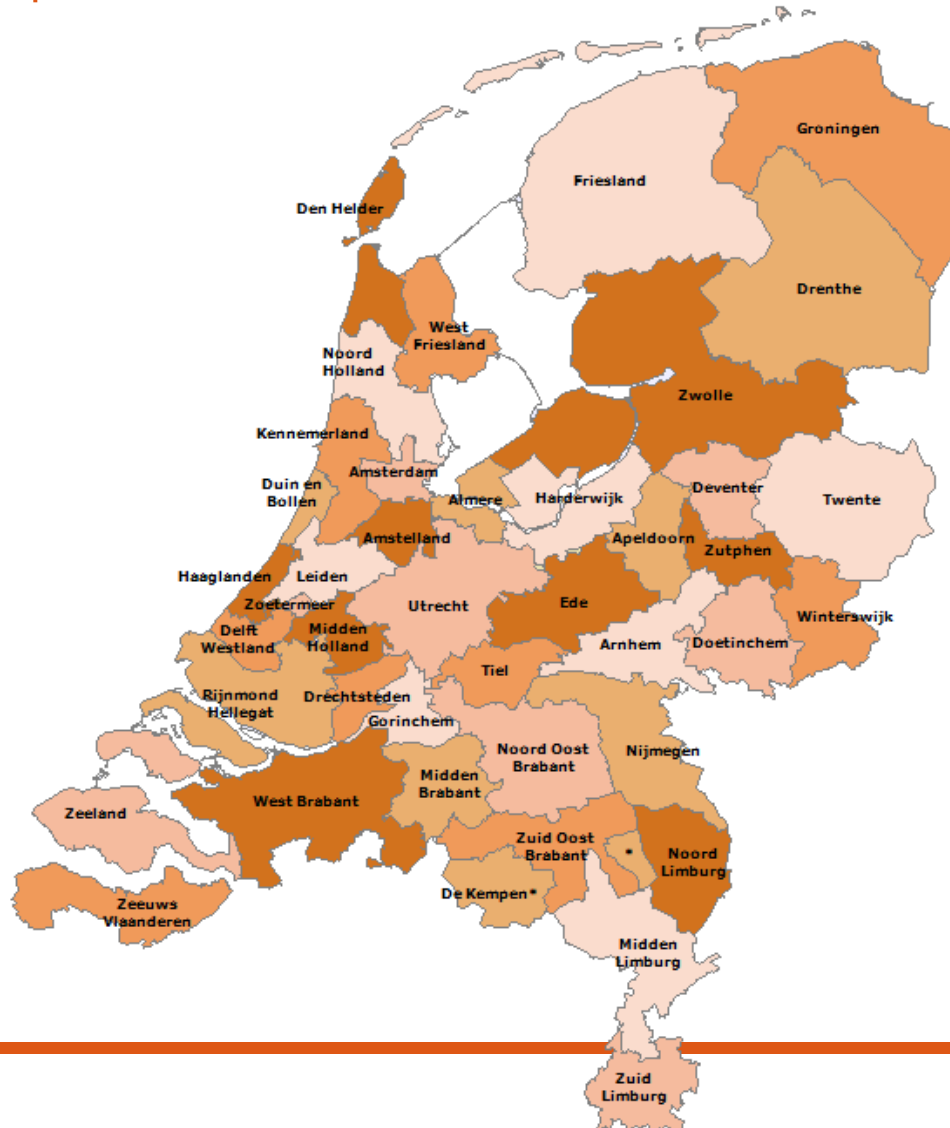 Groningen
Friesland
Den Helder
Drenthe
West
Friesland
Noord
Holland
Zwolle
Kennemerland
Amsterdam
Duin en
Bollen
Almere
Harderwijk
Deventer
Twente
Amstelland
Apeldoorn
Zutphen
Haaglanden
Leiden
Zoetermeer
Utrecht
Ede
Winterswijk
Delft
Westland
Midden
Holland
Arnhem
Doetinchem
Tiel
Rijnmond
Hellegat
Drechtsteden
Gorinchem
Noord Oost
Brabant
Nijmegen
Midden
Brabant
West Brabant
Zeeland
Zuid Oost
Brabant
*
Noord
Limburg
De Kempen*
Zeeuws
Vlaanderen
Midden
Limburg
Zuid
Limburg